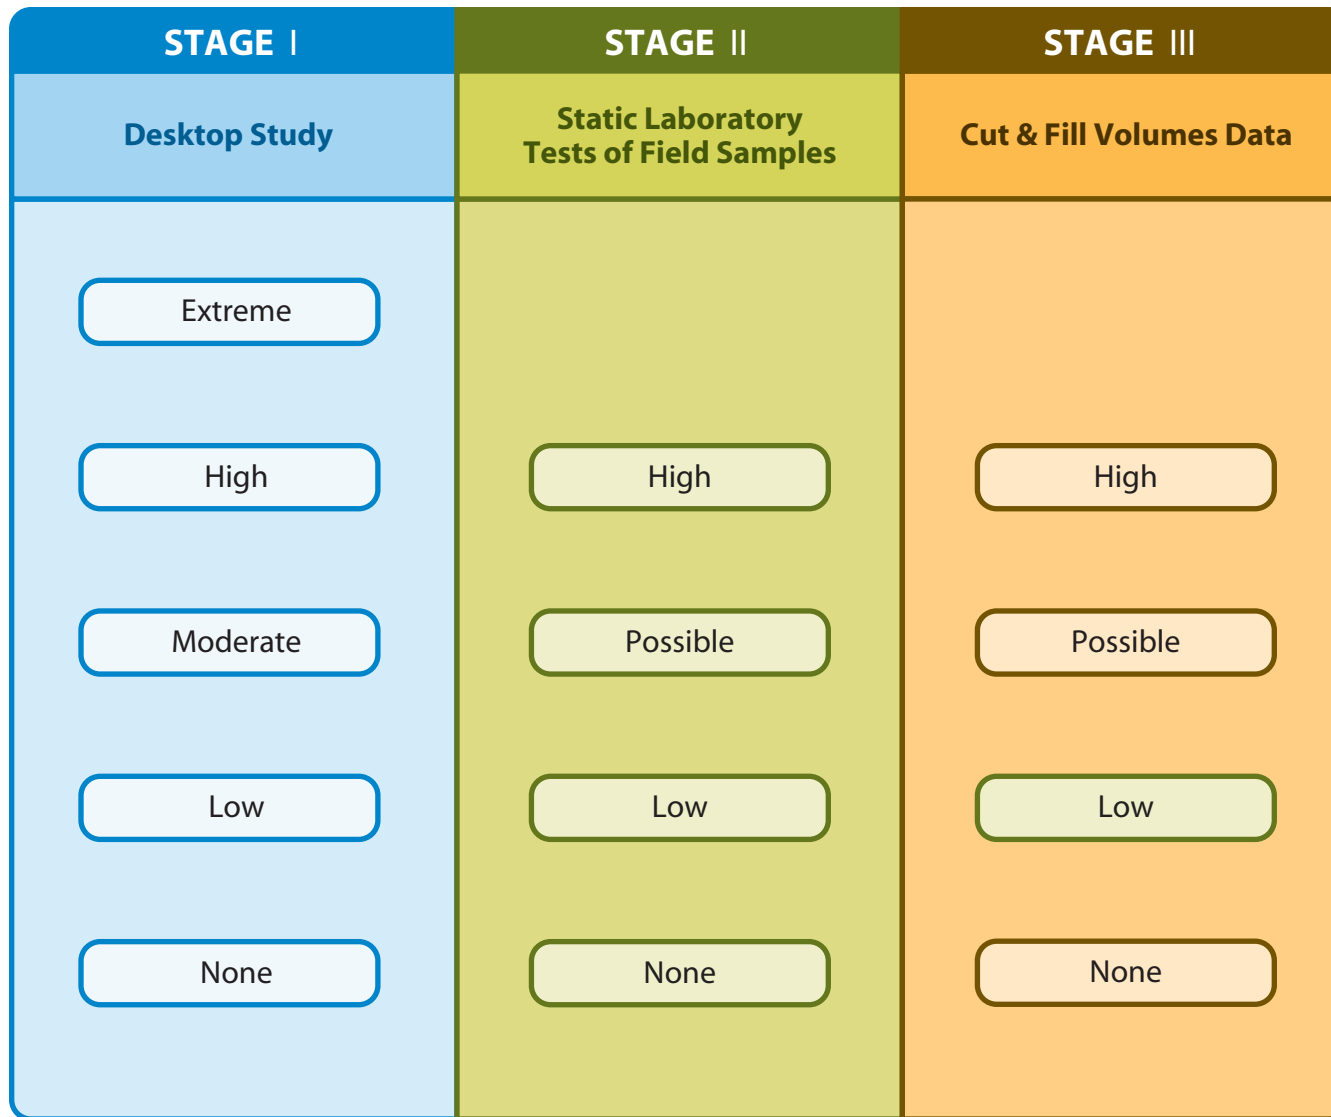 STAGE I
STAGE II
STAGE III
Desktop Study
Static Laboratory
Tests of Field Samples
Cut & Fill Volumes Data
Extreme
High
High
High
Moderate
Possible
Possible
Low
Low
Low
None
None
None